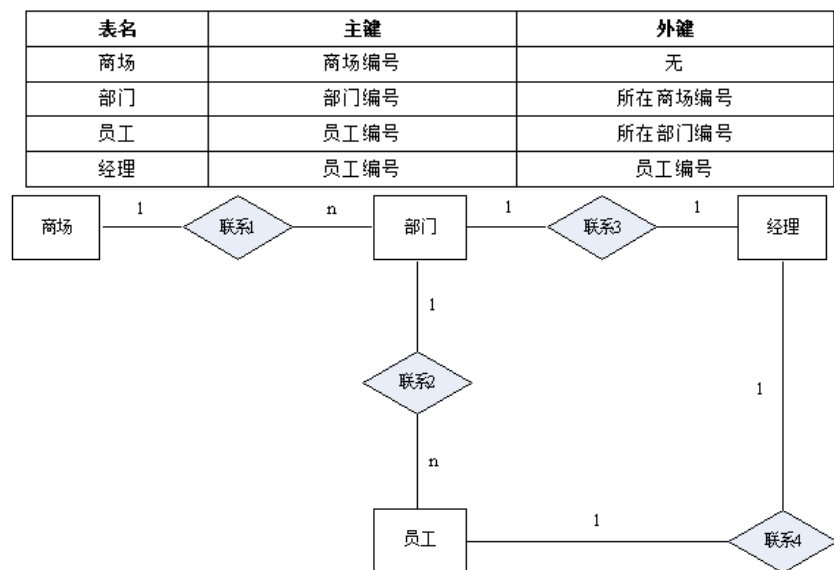 表名 主键 外键
商场 商场编号 无
部门 部门编号 所在商场编号
员工 员工编号 所在部门编号
经理 员工编号 员工编号
商场 1 联系1 n 部门 1 联系3 1 经理
1
联系2
1
n
员工 1 联系4